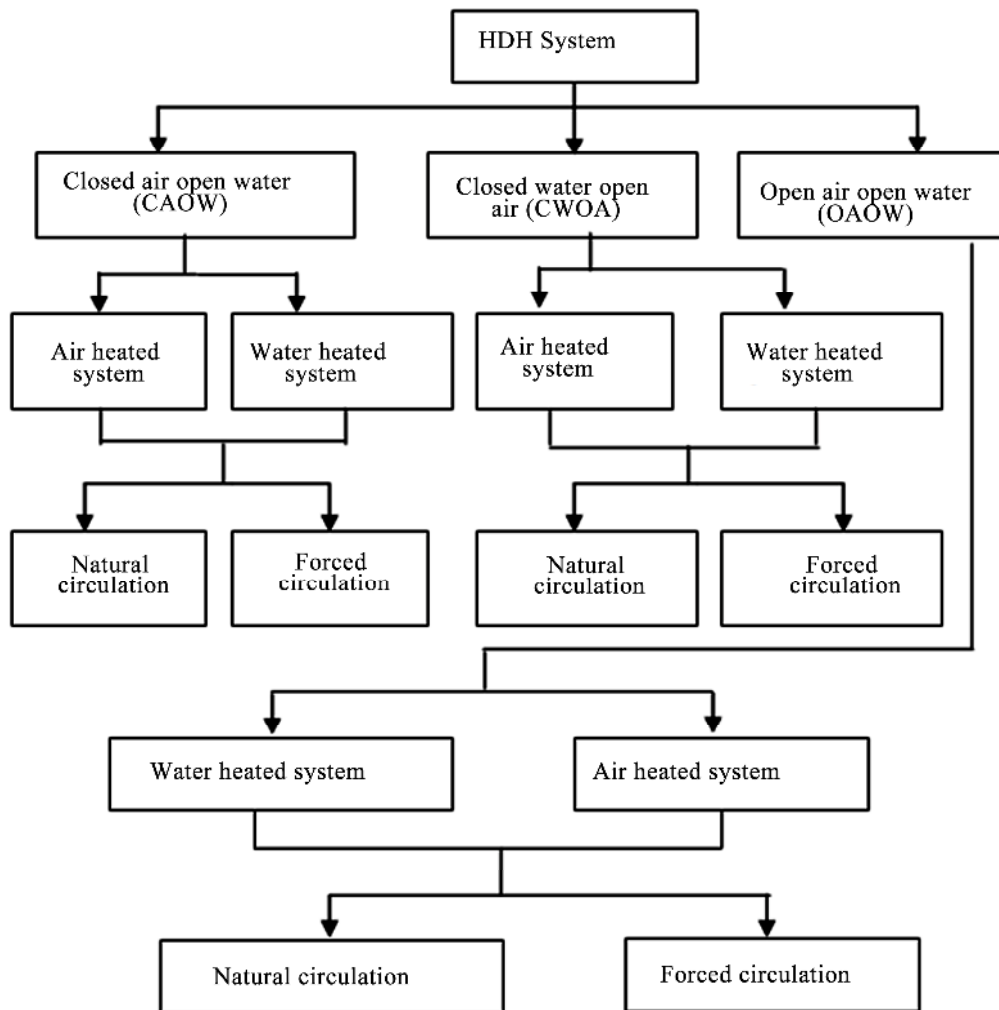 HDH System
Closed air open water
(CAOW)
Closed water open
air (CWOA)
Open air open water
(OAOW)
Air heated
system
Water heated
system
Air heated
system
Water heated
system
Natural
circulation
Forced
circulation
Natural
circulation
Forced
circulation
Water heated system
Air heated system
Natural circulation
Forced circulation